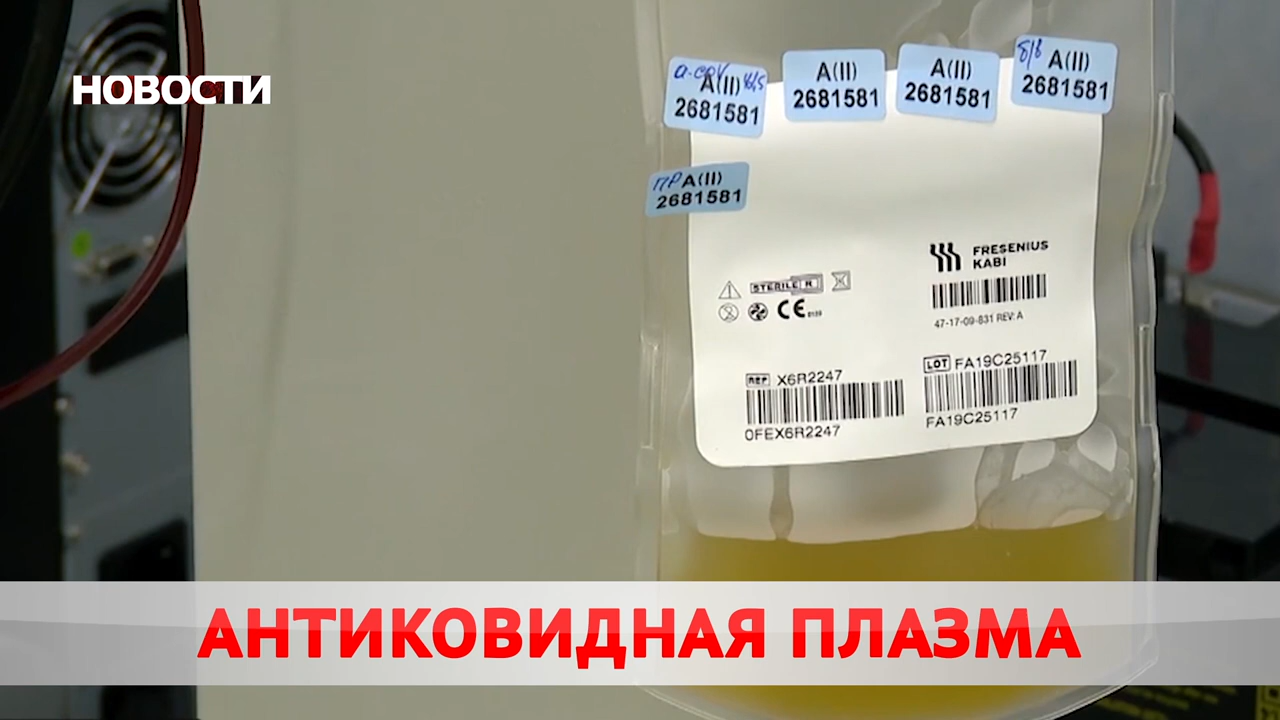 НОВОСТИ
A(II)
2681581
A(II)
2681581
A(II)
2681581
б/в A(II)
2681581
ПР A(II)
2681581
FRESENIUS
KABI
47-17-09-831 REV: A
STERILE R
CE
REF X6R2247
0FEX6R2247
LOT FA19C25117
FA19C25117
АНТИКОВИДНАЯ ПЛАЗМА